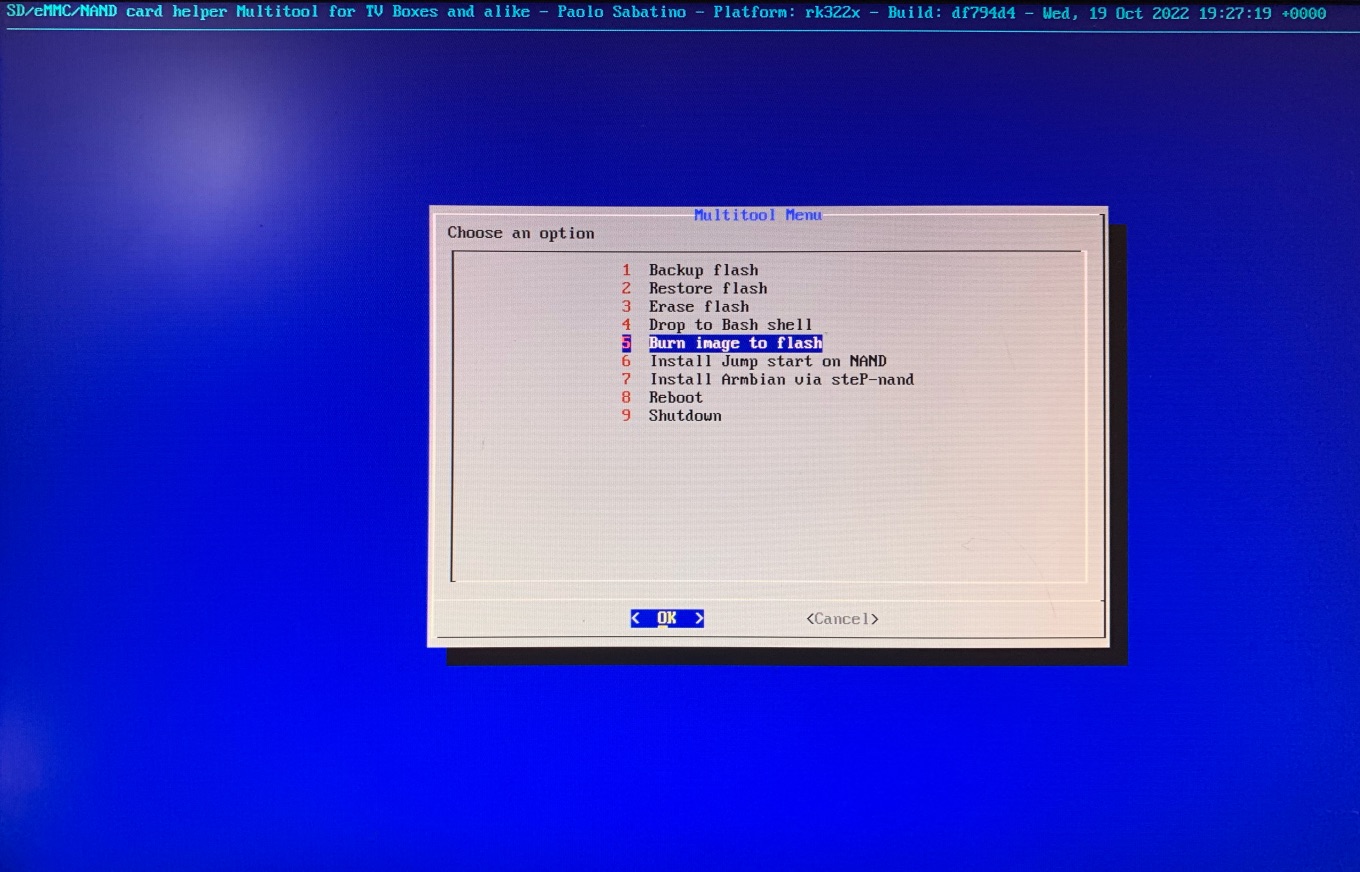 SD/eMMC/NAND card helper Multitool for TV Boxes and alike - Paolo Sabatino - Platform: rk322x - Build: df794d4 - Wed, 19 Oct 2022 19:27:19 +0000
Multitool Menu
Choose an option
1 Backup flash
2 Restore flash
3 Erase flash
4 Drop to Bash shell
5 Burn image to flash
6 Install Jump start on NAND
7 Install Armbian via steP-nand
8 Reboot
9 Shutdown
< OK > <Cancel>